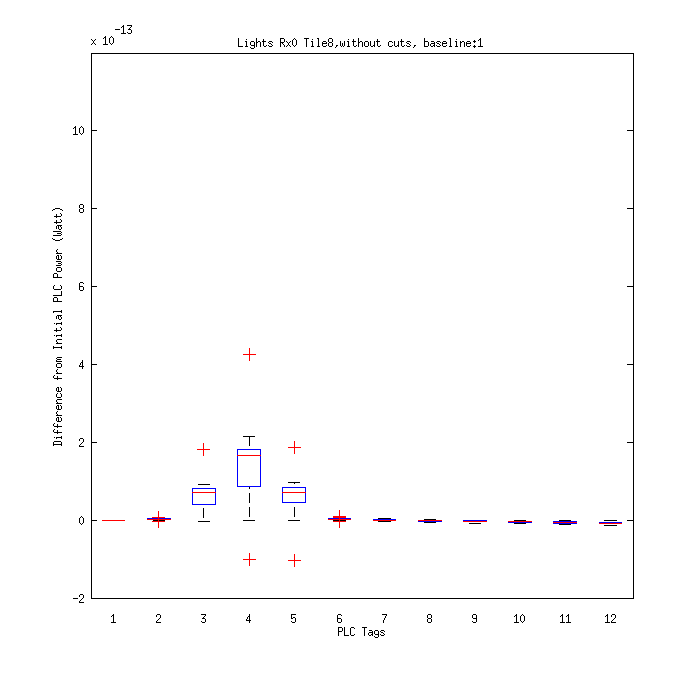 x 10-13
Lights Rx0 Tile8,without cuts, baseline:1
10
8
6
4
2
0
-2
Difference from Initial PLC Power (Watt)
1 2 3 4 5 6 7 8 9 10 11 12
PLC Tags